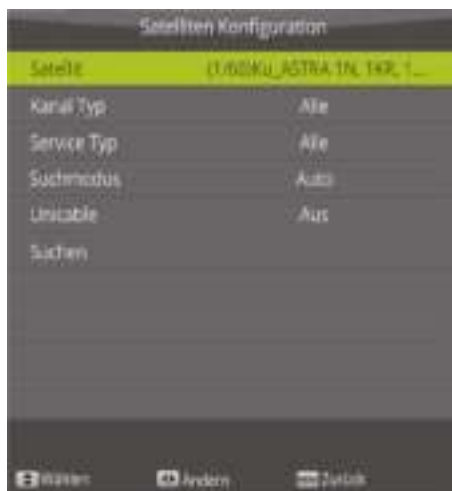 Satelliten Konfiguration
Satellit (1/60)Ku_ASTRA 1N, 1KR, 1...
Kanal Typ Alle
Service Typ Alle
Suchmodus Auto
Unicable Aus
Suchen
Wählen Ändern Zurück